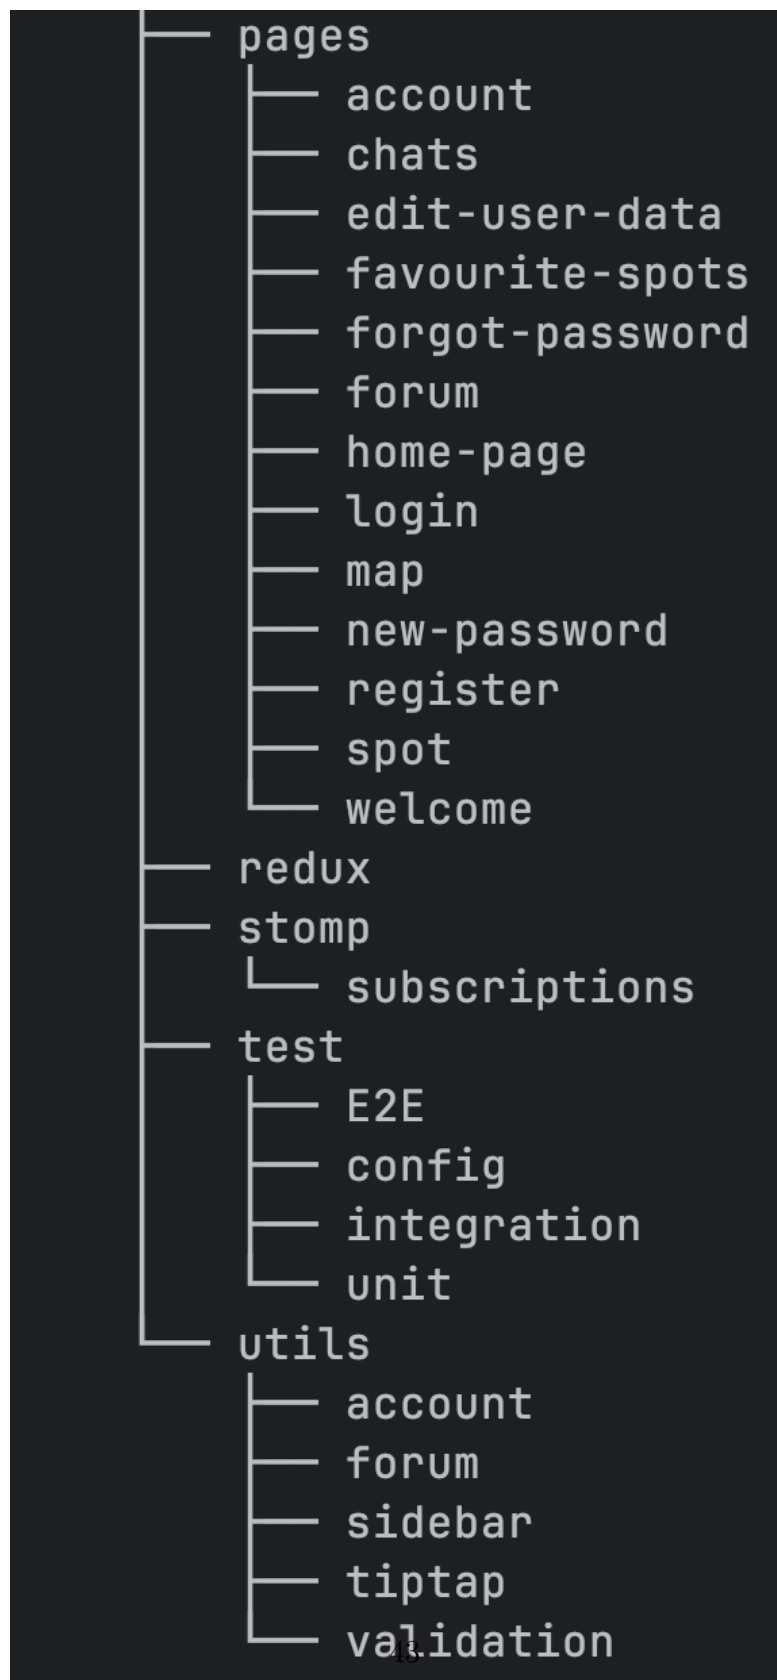 pages
account
chats
edit-user-data
favourite-spots
forgot-password
forum
home-page
login
map
new-password
register
spot
welcome
redux
stomp
subscriptions
test
E2E
config
integration
unit
utils
account
forum
sidebar
tiptap
validation
43